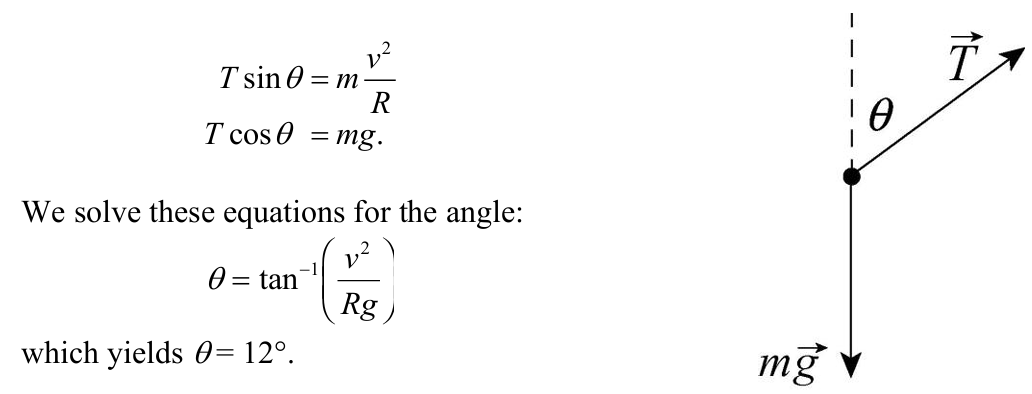 T sin θ = m v²/R
T cos θ = mg.
We solve these equations for the angle:
θ = tan⁻¹(v²/Rg)
which yields θ= 12°.
T⃗
θ
mg⃗